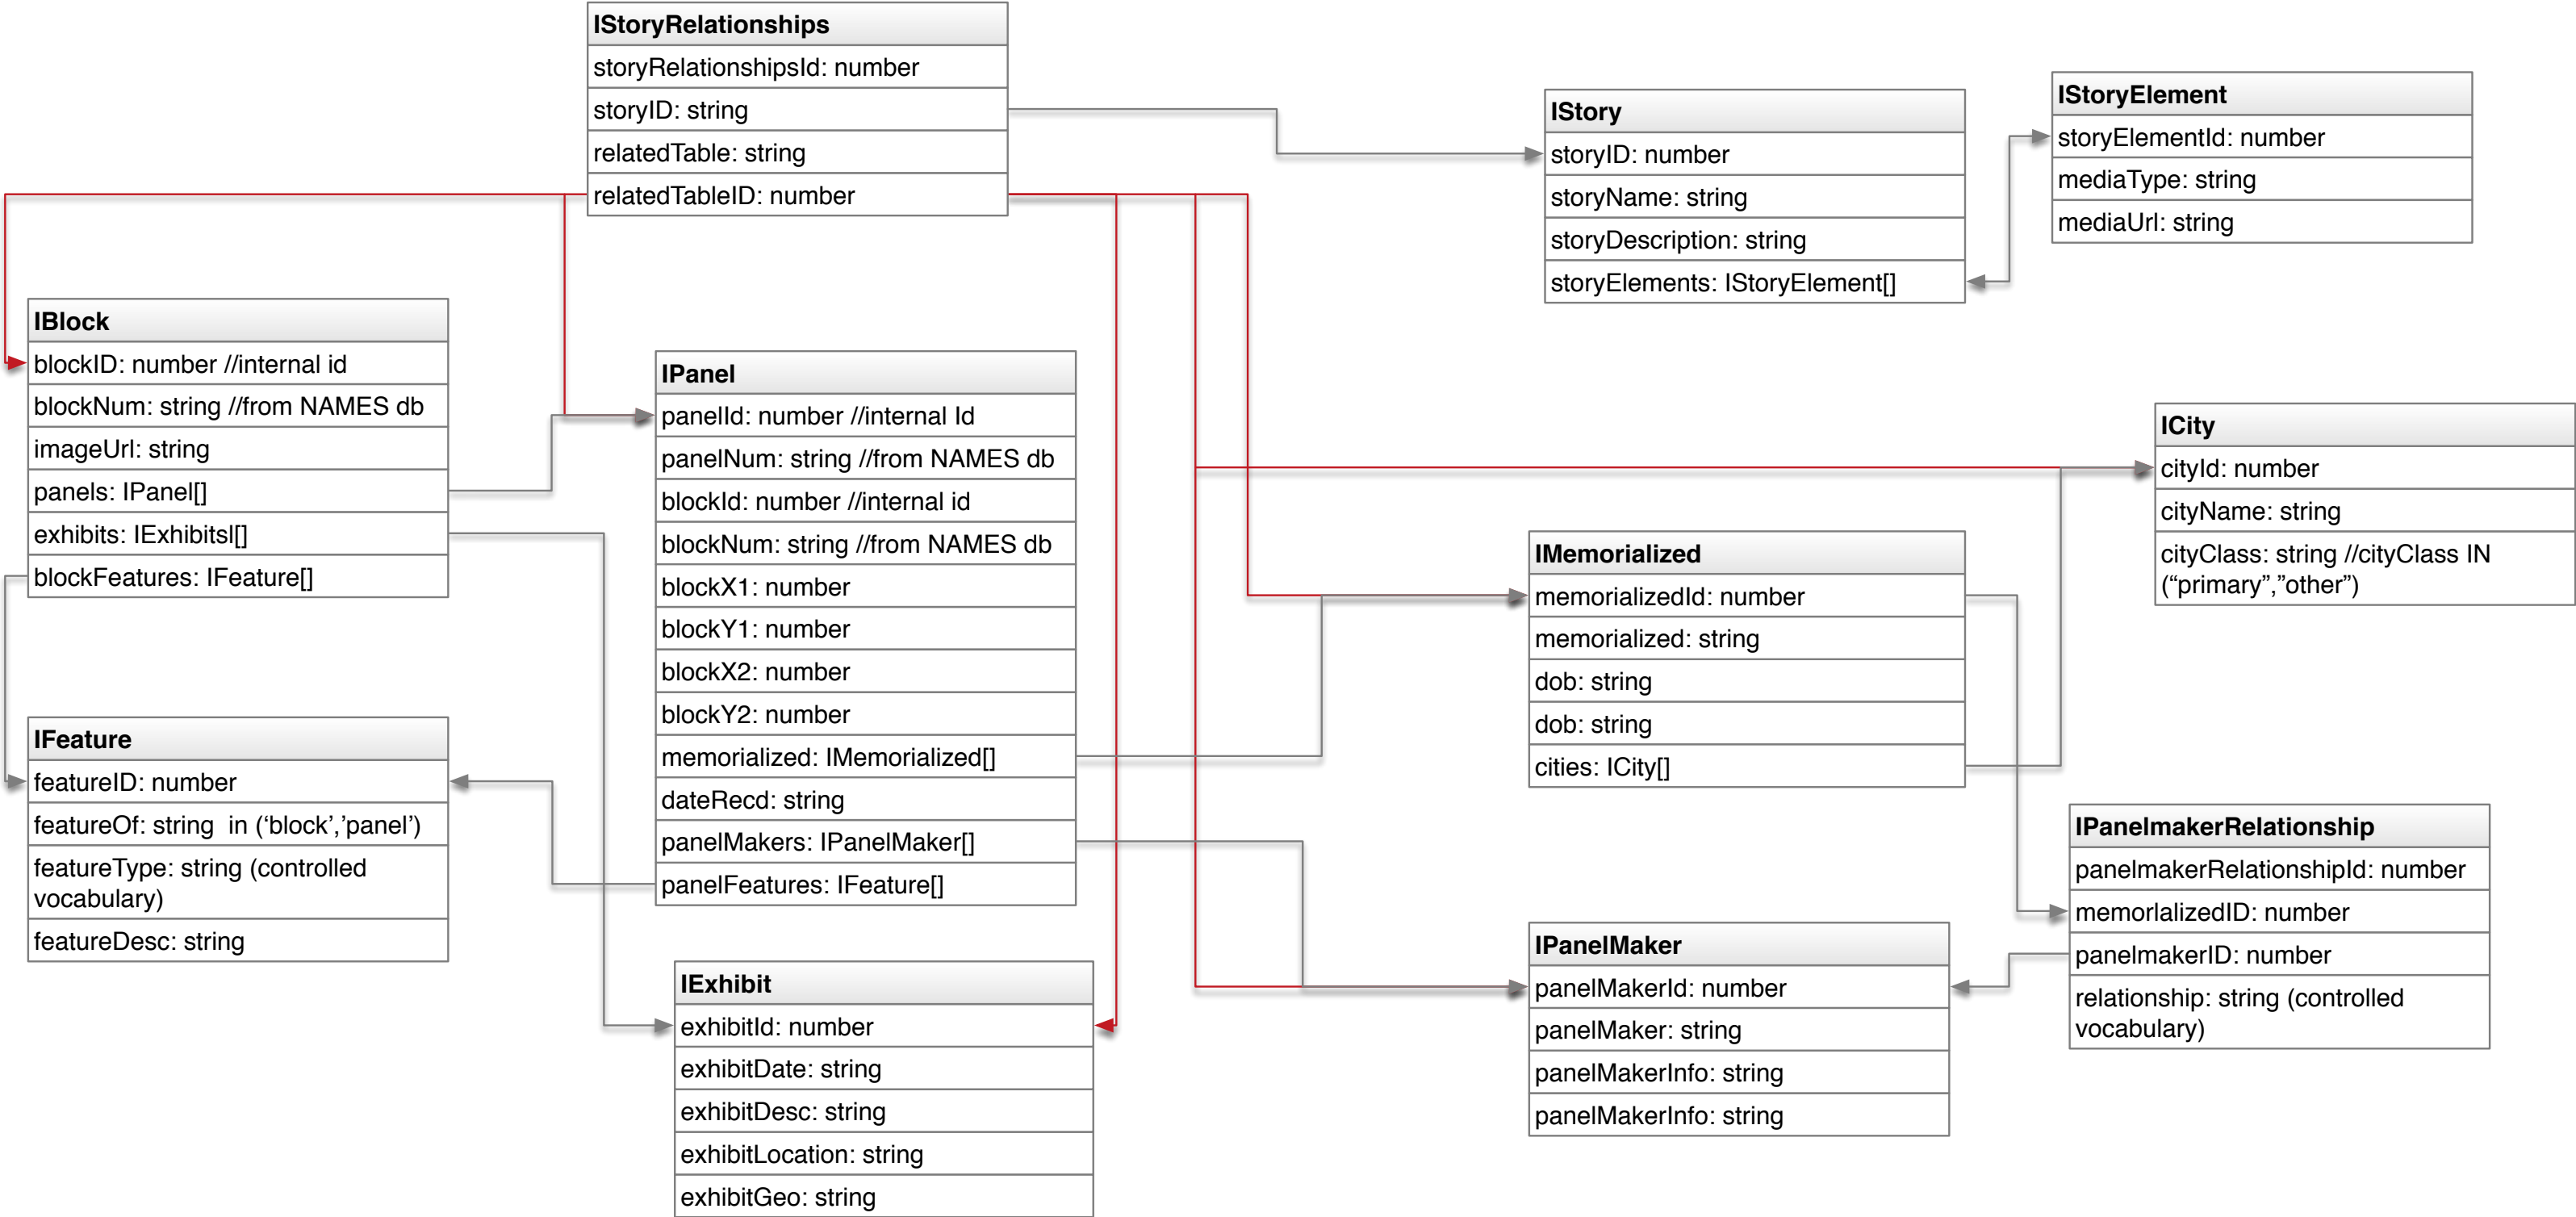 IStoryRelationships
storyRelationshipsId: number
storyID: string
relatedTable: string
relatedTableID: number
IStory
storyID: number
storyName: string
storyDescription: string
storyElements: IStoryElement[]
IStoryElement
storyElementId: number
mediaType: string
mediaUrl: string
IBlock
blockID: number //internal id
blockNum: string //from NAMES db
imageUrl: string
panels: IPanel[]
exhibits: IExhibitsI[]
blockFeatures: IFeature[]
IPanel
panelId: number //internal Id
panelNum: string //from NAMES db
blockId: number //internal id
blockNum: string //from NAMES db
blockX1: number
blockY1: number
blockX2: number
blockY2: number
memorialized: IMemorialized[]
dateRecd: string
panelMakers: IPanelMaker[]
panelFeatures: IFeature[]
ICity
cityId: number
cityName: string
cityClass: string //cityClass IN
(“primary”,”other”)
IMemorialized
memorializedId: number
memorialized: string
dob: string
dob: string
cities: ICity[]
IFeature
featureID: number
featureOf: string  in (‘block’,’panel’)
featureType: string (controlled
vocabulary)
featureDesc: string
IPanelmakerRelationship
panelmakerRelationshipId: number
memorlalizedID: number
panelmakerID: number
relationship: string (controlled
vocabulary)
IPanelMaker
panelMakerId: number
panelMaker: string
panelMakerInfo: string
panelMakerInfo: string
IExhibit
exhibitId: number
exhibitDate: string
exhibitDesc: string
exhibitLocation: string
exhibitGeo: string